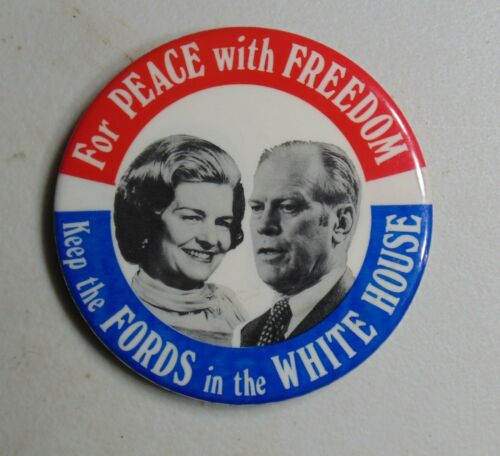 For PEACE with FREEDOM
Keep the FORDS in the WHITE HOUSE